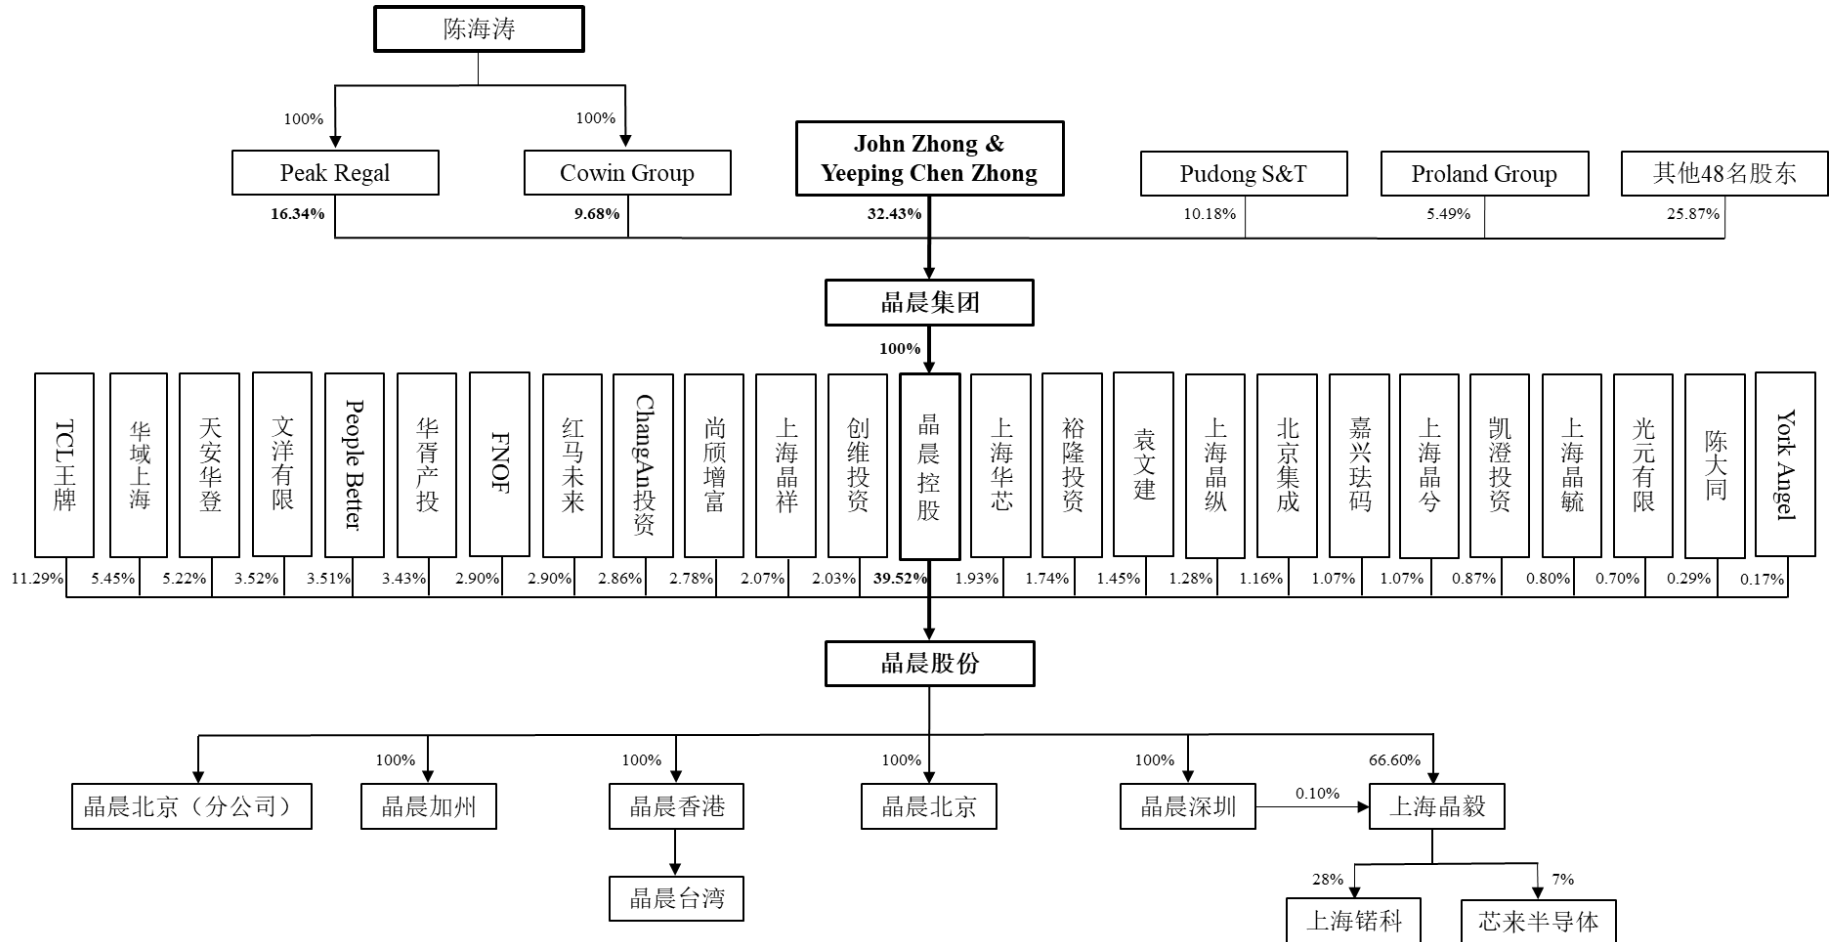 陈海涛
100%
100%
Peak Regal
Cowin Group
John Zhong &
Yeeping Chen Zhong
Pudong S&T
Proland Group
其他48名股东
16.34%
9.68%
32.43%
10.18%
5.49%
25.87%
晶晨集团
100%
TCL王牌
华域上海
天安华登
文洋有限
People Better
华胥产投
FNOF
红马未来
ChangAn投资
尚颀增富
上海晶祥
创维投资
晶晨控股
上海华芯
裕隆投资
袁文建
上海晶纵
北京集成
嘉兴珐码
上海晶兮
凯澄投资
上海晶毓
光元有限
陈大同
York Angel
11.29%
5.45%
5.22%
3.52%
3.51%
3.43%
2.90%
2.90%
2.86%
2.78%
2.07%
2.03%
39.52%
1.93%
1.74%
1.45%
1.28%
1.16%
1.07%
1.07%
0.87%
0.80%
0.70%
0.29%
0.17%
晶晨股份
100%
100%
100%
100%
66.60%
晶晨北京（分公司）
晶晨加州
晶晨香港
晶晨北京
晶晨深圳
0.10%
上海晶毅
晶晨台湾
28%
7%
上海锘科
芯来半导体